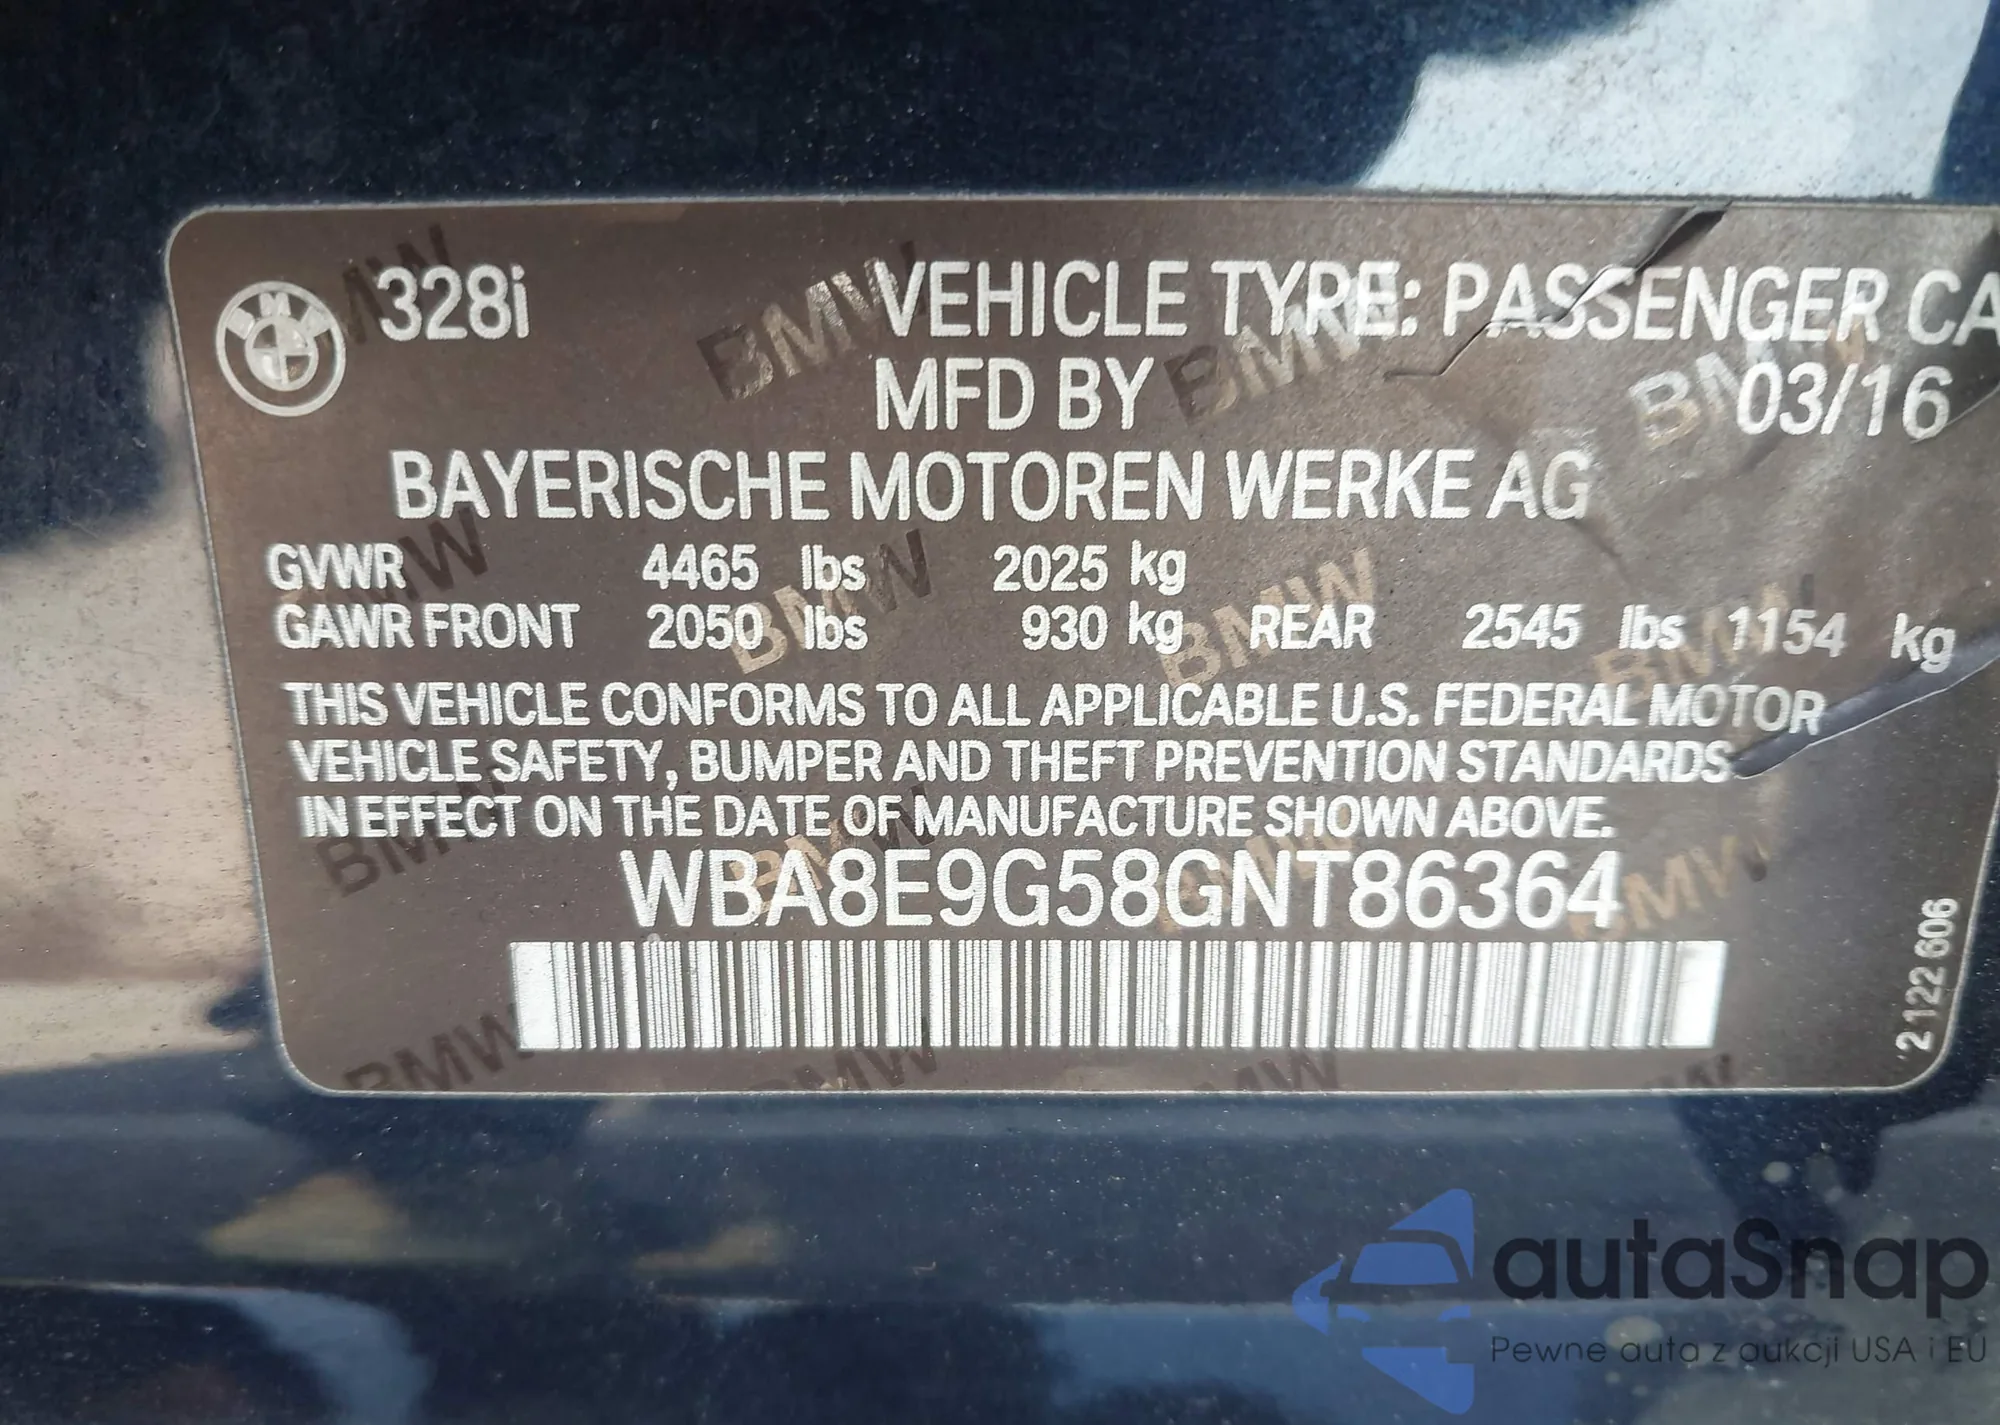 328i VEHICLE TYPE: PASSENGER CA
MFD BY 03/16
BAYERISCHE MOTOREN WERKE AG
GVWR 4465 lbs 2025 kg
GAWR FRONT 2050 lbs 930 kg REAR 2545 lbs 1154 kg
THIS VEHICLE CONFORMS TO ALL APPLICABLE U.S. FEDERAL MOTOR
VEHICLE SAFETY, BUMPER AND THEFT PREVENTION STANDARDS
IN EFFECT ON THE DATE OF MANUFACTURE SHOWN ABOVE.
WBA8E9G58GNT86364
2 122 606
autaSnap
Pewne auta z aukcji USA i EU